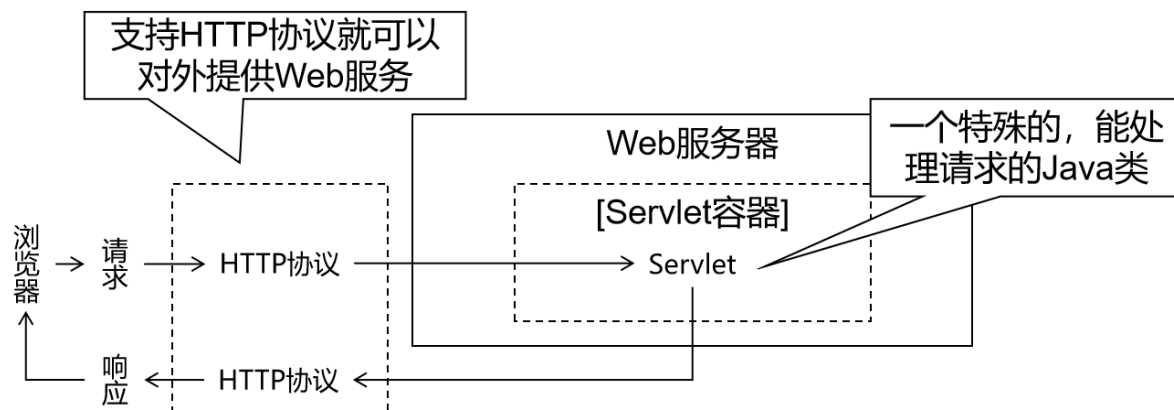 支持HTTP协议就可以
对外提供Web服务
Web服务器
一个特殊的，能处
理请求的Java类
[Servlet容器]
浏览器
请求
HTTP协议
Servlet
响应
HTTP协议